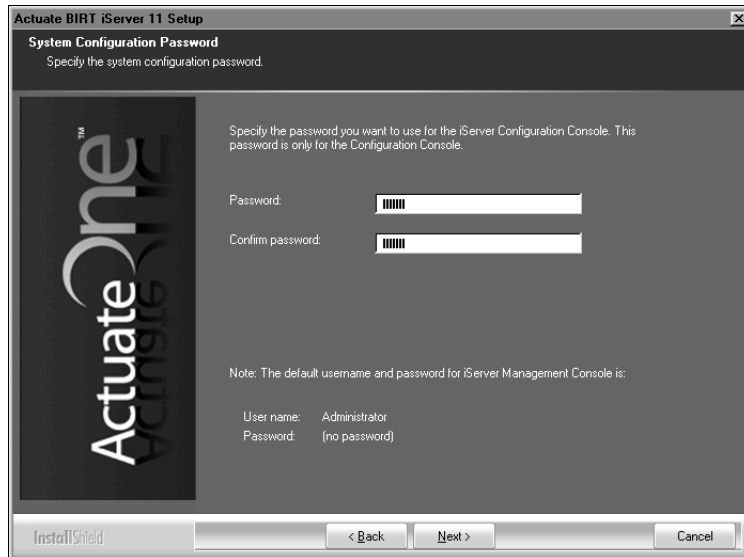 Actuate BIRT iServer 11 Setup
System Configuration Password
Specify the system configuration password.
ActuateOne™
Specify the password you want to use for the iServer Configuration Console. This
password is only for the Configuration Console.
Password:
Confirm password:
Note: The default username and password for iServer Management Console is:
User name: Administrator
Password: (no password)
InstallShield
< Back
Next >
Cancel